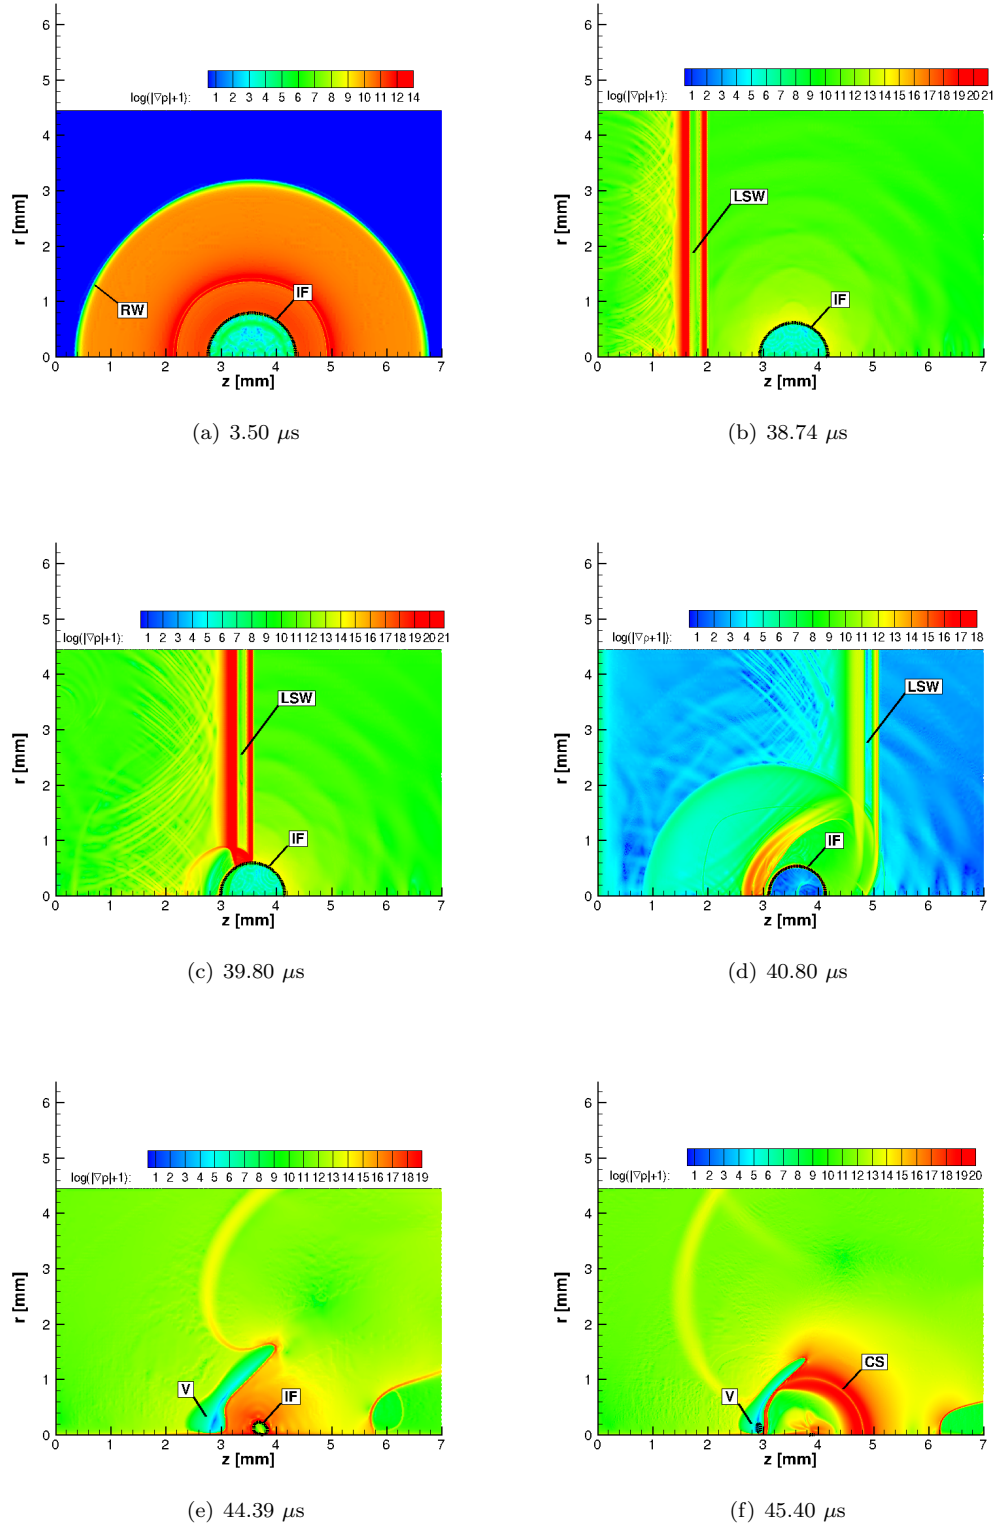 6
5
4
3
2
1
0
r [mm]
log(|∇ρ|+1):
1 2 3 4 5 6 7 8 9 10 11 12 14
RW
IF
0 1 2 3 4 5 6 7
z [mm]
(a) 3.50 μs
6
5
4
3
2
1
0
r [mm]
log(|∇ρ|+1):
1 2 3 4 5 6 7 8 9 10 11 12 13 14 15 16 17 18 19 20 21
LSW
IF
0 1 2 3 4 5 6 7
z [mm]
(b) 38.74 μs
6
5
4
3
2
1
0
r [mm]
log(|∇ρ|+1):
1 2 3 4 5 6 7 8 9 10 11 12 13 14 15 16 17 18 19 20 21
LSW
IF
0 1 2 3 4 5 6 7
z [mm]
(c) 39.80 μs
6
5
4
3
2
1
0
r [mm]
log(|∇ρ+1|):
1 2 3 4 5 6 7 8 9 10 11 12 13 14 15 16 17 18
LSW
IF
0 1 2 3 4 5 6 7
z [mm]
(d) 40.80 μs
6
5
4
3
2
1
0
r [mm]
log(|∇ρ|+1):
1 2 3 4 5 6 7 8 9 10 11 12 13 14 15 16 17 18 19
V
IF
0 1 2 3 4 5 6 7
z [mm]
(e) 44.39 μs
6
5
4
3
2
1
0
r [mm]
log(|∇ρ|+1):
1 2 3 4 5 6 7 8 9 10 11 12 13 14 15 16 17 18 19 20
CS
V
0 1 2 3 4 5 6 7
z [mm]
(f) 45.40 μs